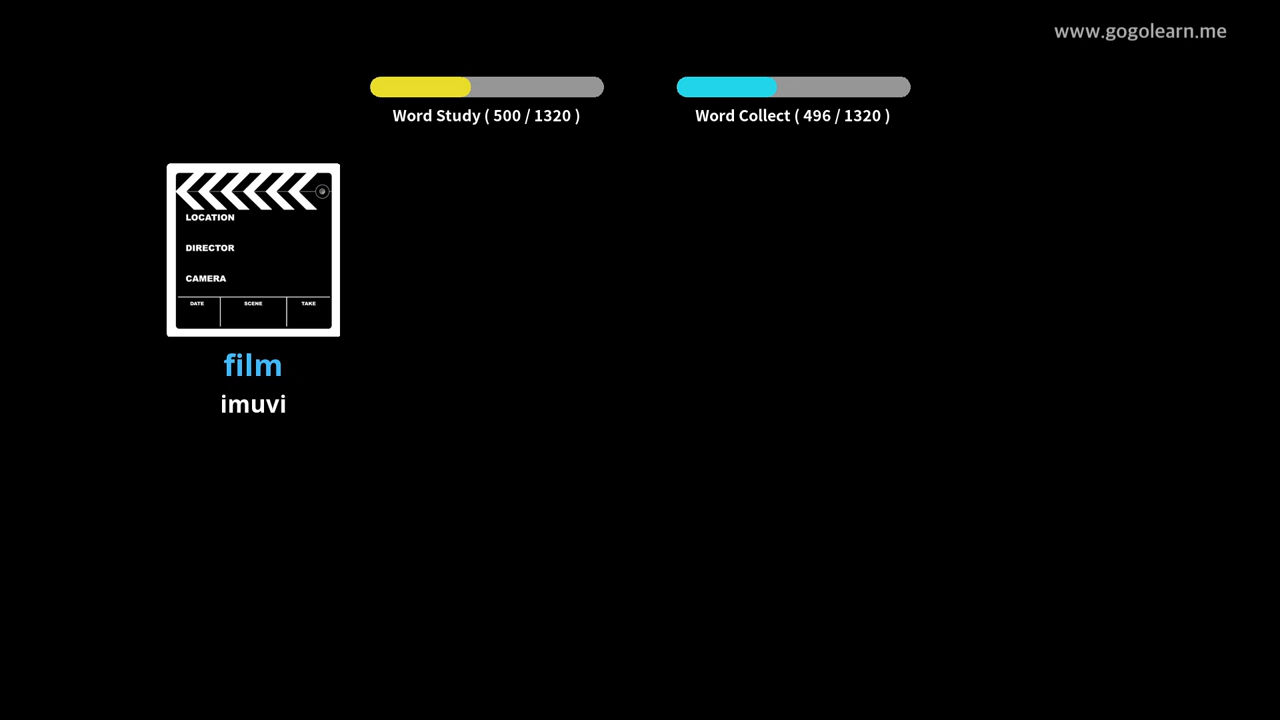 www.gogolearn.me
Word Study ( 500 / 1320 )
Word Collect ( 496 / 1320 )
LOCATION
DIRECTOR
CAMERA
DATE
SCENE
TAKE
film
imuvi